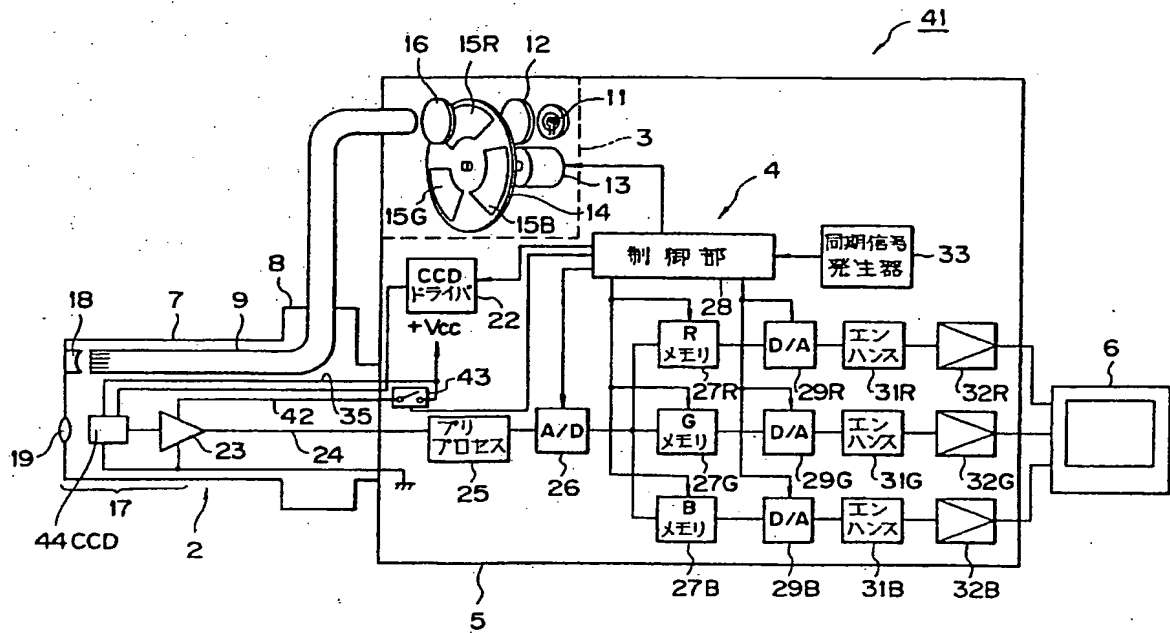 41
16
15R
12
11
3
13
15G
15B
14
4
制御部
28
同期信号
発生器
33
8
7
9
18
CCD
ドライバ
22
+Vcc
43
42
35
19
23
24
17
2
44 CCD
プリ
プロセス
25
A/D
26
R
メモリ
27R
D/A
29R
エン
ハンス
31R
32R
6
G
メモリ
27G
D/A
29G
エン
ハンス
31G
32G
B
メモリ
27B
D/A
29B
エン
ハンス
31B
32B
5